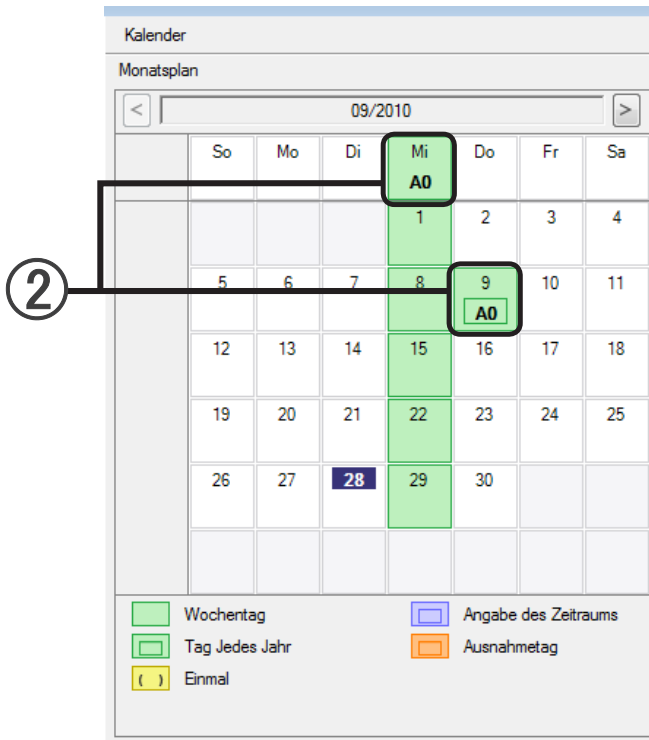 Kalender
Monatsplan
< 09/2010 >
So Mo Di Mi Do Fr Sa
A0
1 2 3 4
② 5 6 7 8 9 10 11
A0
12 13 14 15 16 17 18
19 20 21 22 23 24 25
26 27 28 29 30
Wochentag Angabe des Zeitraums
Tag Jedes Jahr Ausnahmetag
( ) Einmal